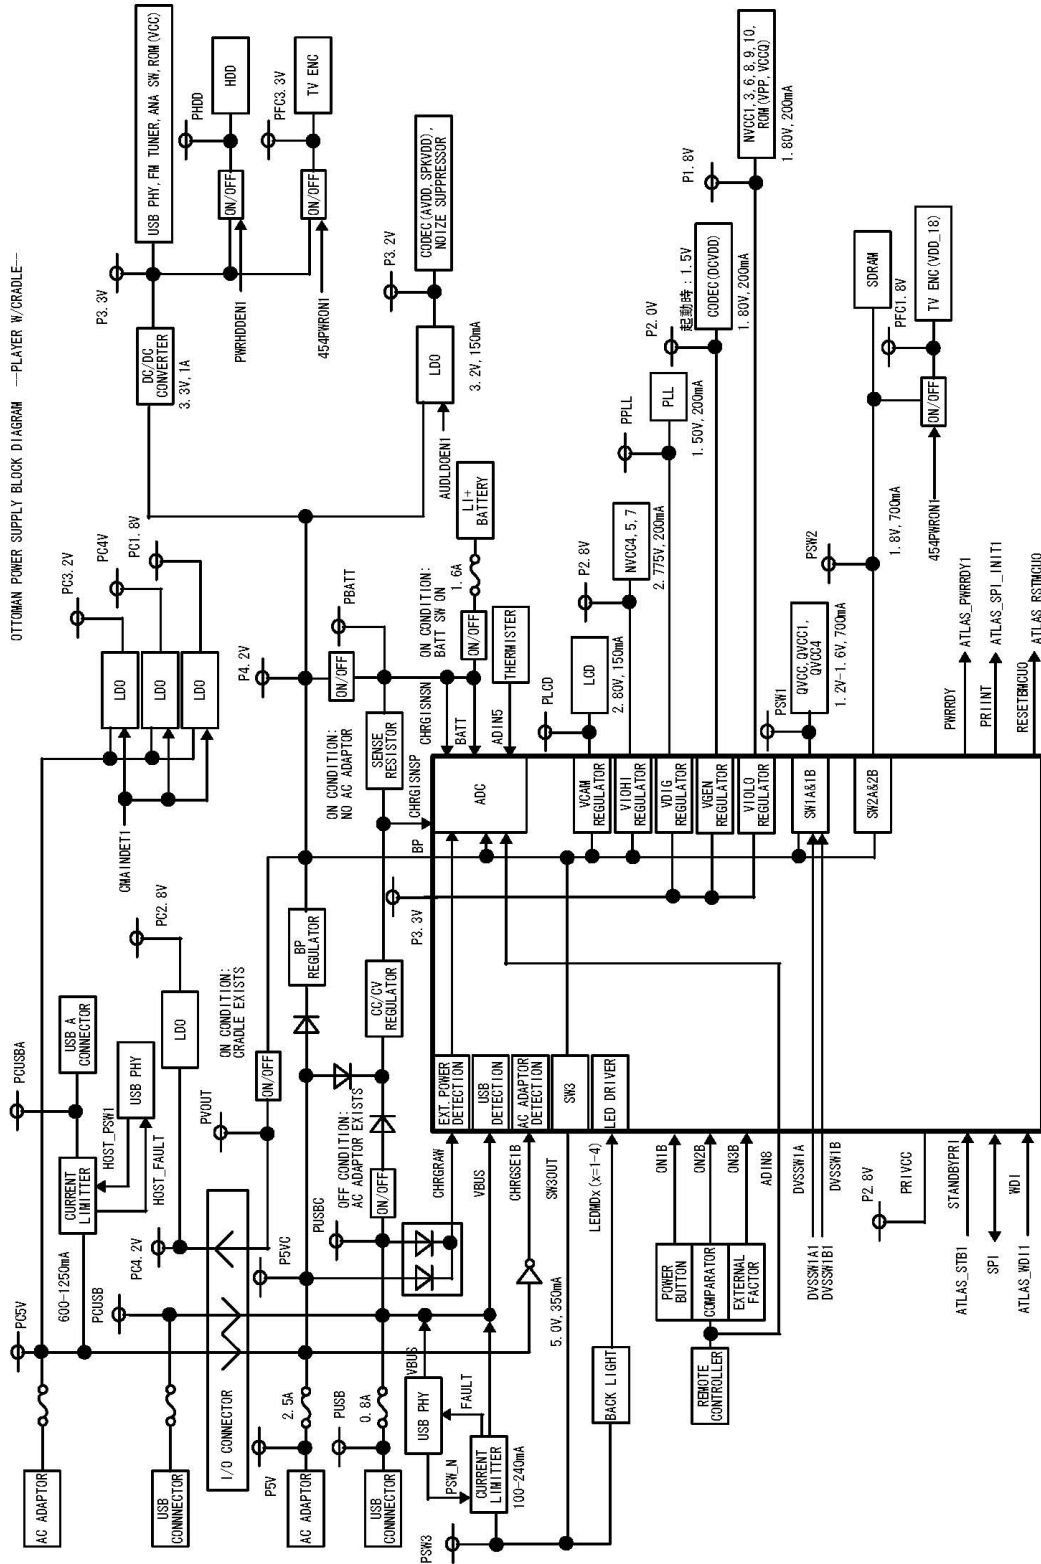 OTTOMAN POWER SUPPLY BLOCK DIAGRAM  --PLAYER W/CRADLE--
AC ADAPTOR
PC5V
600-1250mA
CURRENT
LIMITTER
PCUSBA
USB A
CONNECTOR
HOST_PSW1
HOST_FAULT
USB PHY
USB
CONNNECTOR
PCUSB
PC4.2V
LDO
PC2.8V
CMAINDET1
LDO
LDO
LDO
PC3.2V
PC4V
PC1.8V
DC/DC
CONVERTER
3.3V,1A
P3.3V
USB PHY,FM TUNER,ANA SW,ROM(VCC)
PWRHDDEN1
ON/OFF
PHDD
HDD
454PWRON1
ON/OFF
PFC3.3V
TV ENC
I/O CONNECTOR
P5VC
PVOUT
ON/OFF
ON CONDITION:
CRADLE EXISTS
P5V
AC ADAPTOR
2.5A
PUSBC
BP
REGULATOR
P4.2V
ON CONDITION:
NO AC ADAPTOR
ON/OFF
PBATT
AUDLDOEN1
LDO
3.2V,150mA
P3.2V
CODEC(AVDD,SPKVDD),
NOIZE SUPPRESSOR
PUSB
USB
CONNNECTOR
0.8A
OFF CONDITION:
AC ADAPTOR EXISTS
ON/OFF
CC/CV
REGULATOR
SENSE
RESISTOR
ON CONDITION:
BATT SW ON
ON/OFF
1.6A
LI+
BATTERY
THERMISTER
USB PHY
VBUS
FAULT
PSW_N
CURRENT
LIMITTER
100-240mA
PSW3
CHRGRAW
VBUS
CHRGSE1B
SW3OUT
5.0V,350mA
LEDMDx(x=1-4)
BACK LIGHT
EXT.POWER
DETECTION
USB
DETECTION
AC ADAPTOR
DETECTION
SW3
LED DRIVER
P3.3V
BP
CHRGISNSP
CHRGISNSN
BATT
ADIN5
ADC
VCAM
REGULATOR
VIOHI
REGULATOR
VDIG
REGULATOR
VGEN
REGULATOR
VIOLO
REGULATOR
SW1A&1B
SW2A&2B
PLCD
LCD
2.80V,150mA
P2.8V
NVCC4,5,7
2.775V,200mA
PPLL
PLL
1.50V,200mA
P2.0V
起動時：1.5V
CODEC(DCVDD)
1.80V,200mA
P1.8V
NVCC1,3,6,8,9,10,
ROM(VPP,VCCQ)
1.80V,200mA
PSW1
QVCC,QVCC1,
QVCC4
1.2V-1.6V,700mA
PSW2
1.8V,700mA
SDRAM
454PWRON1
ON/OFF
PFC1.8V
TV ENC(VDD_18)
REMOTE
CONTROLLER
POWER
BUTTON
COMPARATOR
EXTERNAL
FACTOR
ON1B
ON2B
ON3B
ADIN8
DVSSW1A1
DVSSW1B1
DVSSW1A
DVSSW1B
P2.8V
PRIVCC
ATLAS_STB1
STANDBYPRI
SPI
ATLAS_WDI1
WDI
PWRRDY
ATLAS_PWRRDY1
PRIINT
ATLAS_SPI_INIT1
ATLAS_RSTMCUO